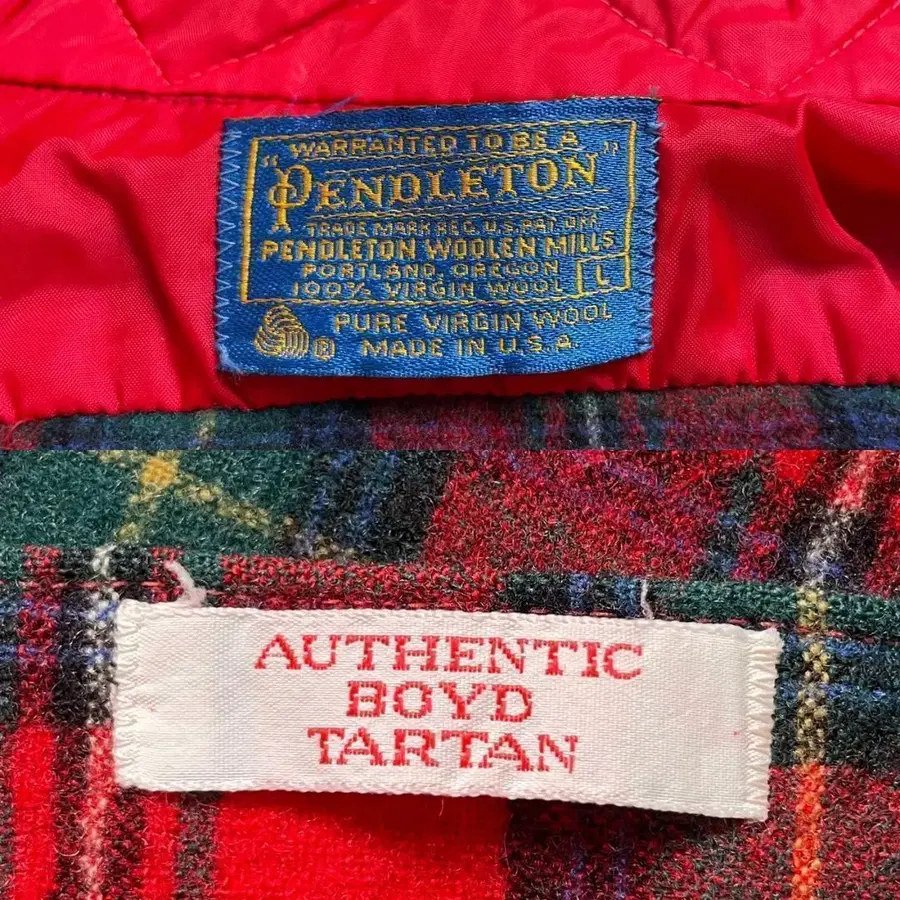 WARRANTED TO BE A
"PENDLETON"
TRADE MARK REG. U.S. PAT. OFF.
PENDLETON WOOLEN MILLS
PORTLAND, OREGON
100% VIRGIN WOOL L
PURE VIRGIN WOOL
® MADE IN U.S.A.
AUTHENTIC
BOYD
TARTAN